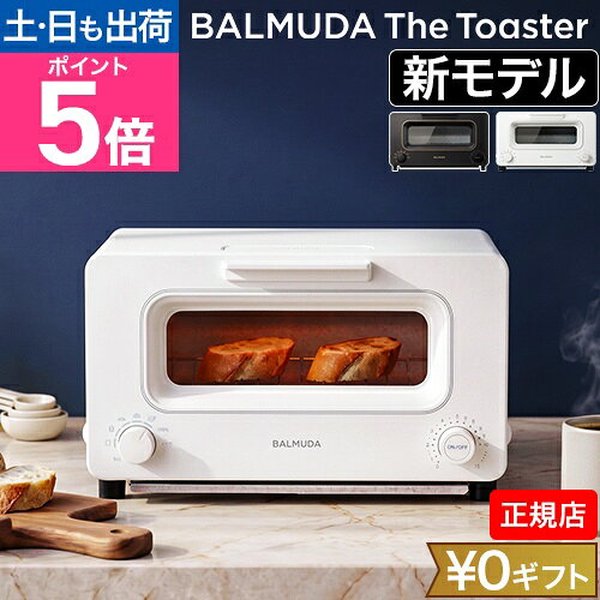 土・日も出荷
BALMUDA The Toaster
ポイント
5倍
新モデル
BALMUDA
ON/OFF
正規店
¥0ギフト